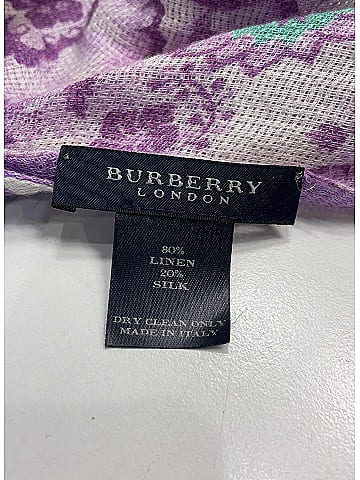 BURBERRY
LONDON
80%
LINEN
20%
SILK
DRY CLEAN ONLY
MADE IN ITALY